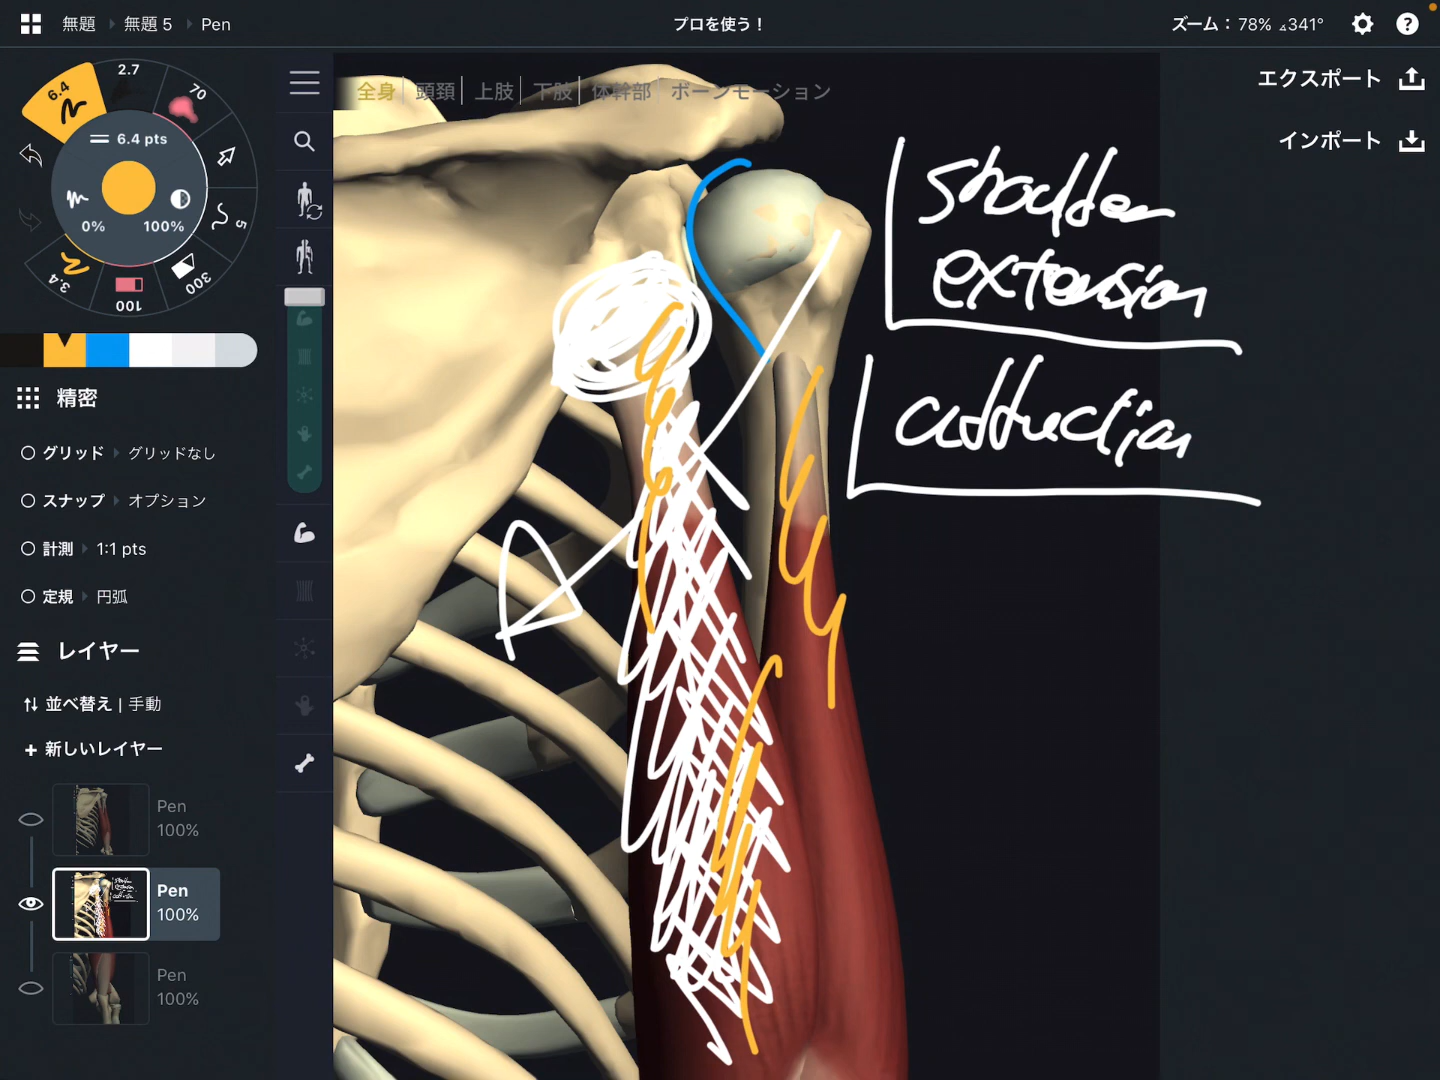 無題 無題 5 Pen
プロを使う！
ズーム： 78% ⊿341°
エクスポート
インポート
6.4
2.7
70
5
300
100
3.4
6.4 pts
0% 100%
全身 頭頚 上肢 下肢 体幹部 ボーンモーション
shoulder
extension
adduction
精密
グリッド グリッドなし
スナップ オプション
計測 1:1 pts
定規 円弧
レイヤー
並べ替え | 手動
+ 新しいレイヤー
Pen
100%
Pen
100%
Pen
100%